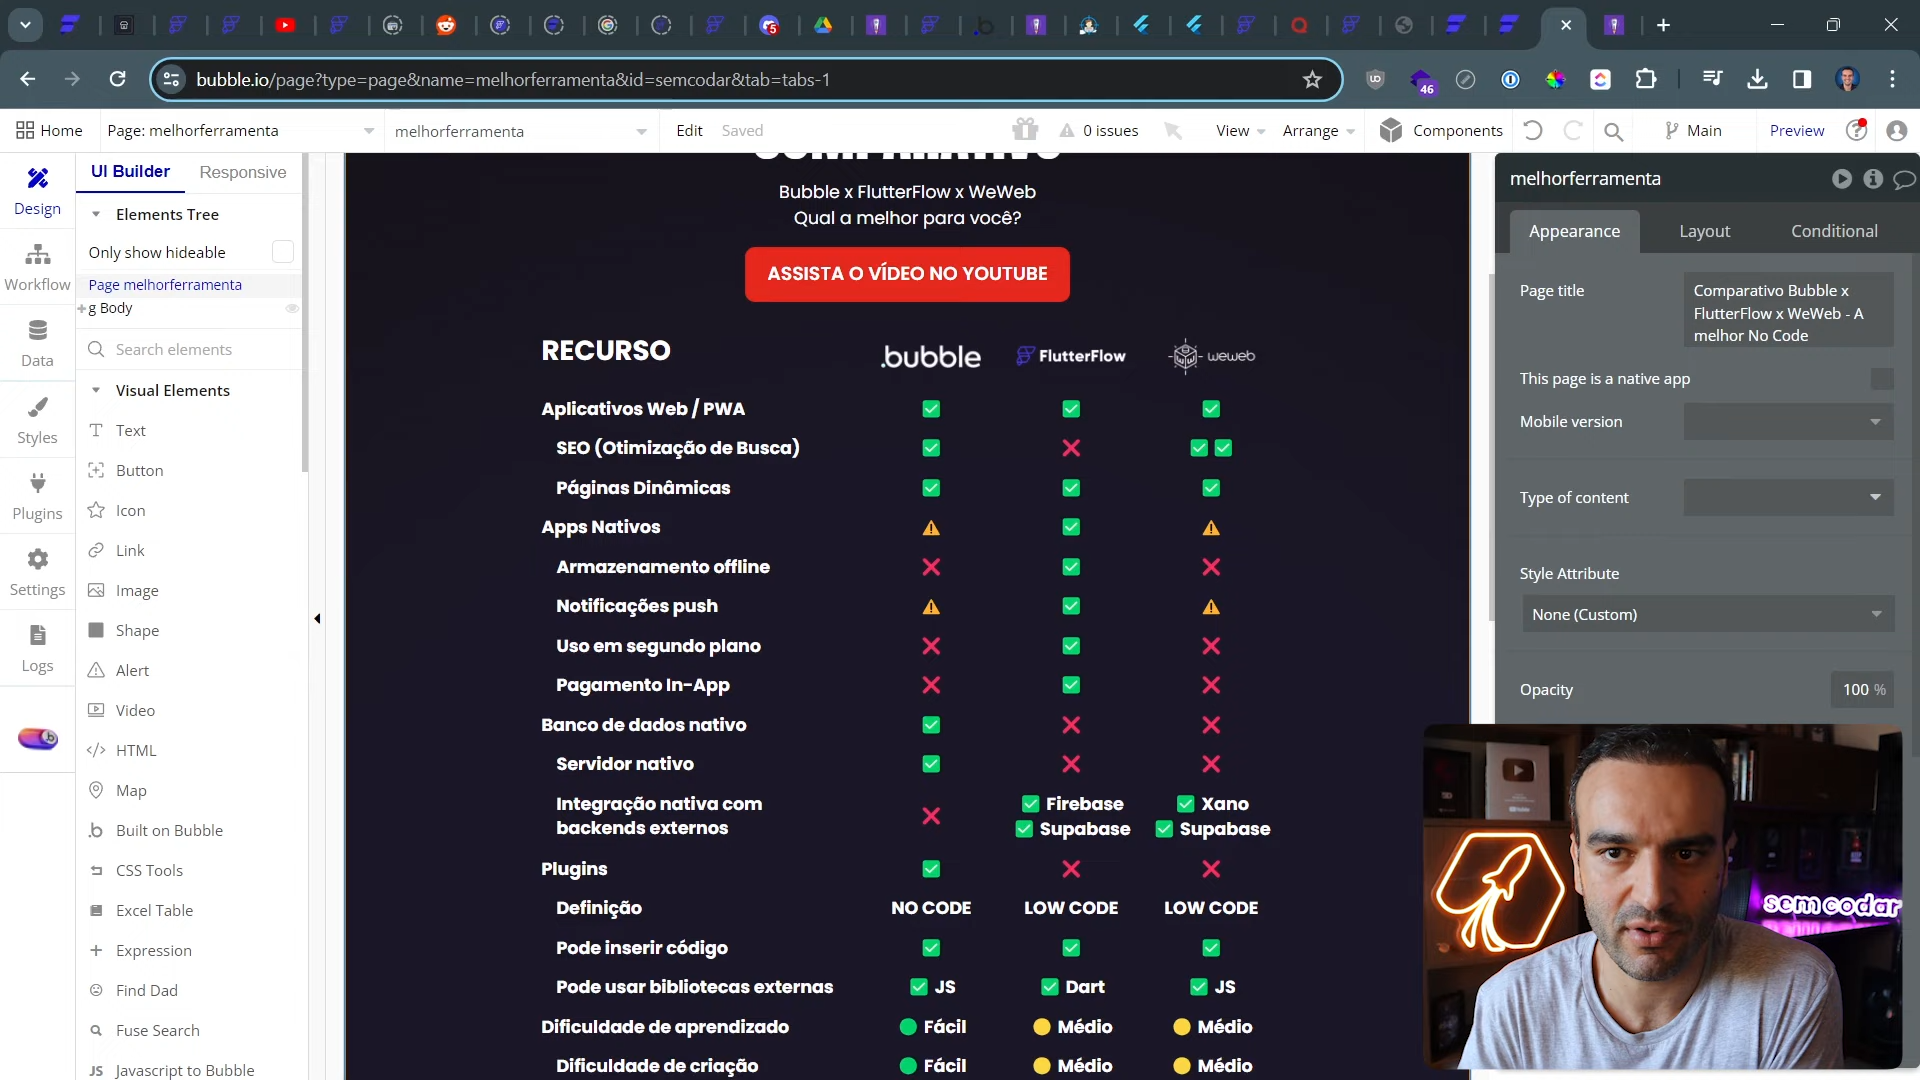 5
bubble.io/page?type=page&name=melhorferramenta&id=semcodar&tab=tabs-1
46
Home
Page: melhorferramenta
melhorferramenta
Edit
Saved
0 issues
View
Arrange
Components
Main
Preview
UI Builder
Responsive
Design
Workflow
Data
Styles
Plugins
Settings
Logs
Elements Tree
Only show hideable
Page melhorferramenta
g Body
Search elements
Visual Elements
Text
Button
Icon
Link
Image
Shape
Alert
Video
HTML
Map
Built on Bubble
CSS Tools
Excel Table
Expression
Find Dad
Fuse Search
JS Javascript to Bubble
COMPARATIVO
Bubble x FlutterFlow x WeWeb
Qual a melhor para você?
ASSISTA O VÍDEO NO YOUTUBE
RECURSO .bubble FlutterFlow weweb
Aplicativos Web / PWA
SEO (Otimização de Busca)
Páginas Dinâmicas
Apps Nativos
Armazenamento offline
Notificações push
Uso em segundo plano
Pagamento In-App
Banco de dados nativo
Servidor nativo
Integração nativa com
backends externos
Firebase Xano
Supabase Supabase
Plugins
Definição NO CODE LOW CODE LOW CODE
Pode inserir código
Pode usar bibliotecas externas JS Dart JS
Dificuldade de aprendizado Fácil Médio Médio
Dificuldade de criação Fácil Médio Médio
melhorferramenta
Appearance
Layout
Conditional
Page title
Comparativo Bubble x
FlutterFlow x WeWeb - A
melhor No Code
This page is a native app
Mobile version
Type of content
Style Attribute
None (Custom)
Opacity
100 %
semcodar